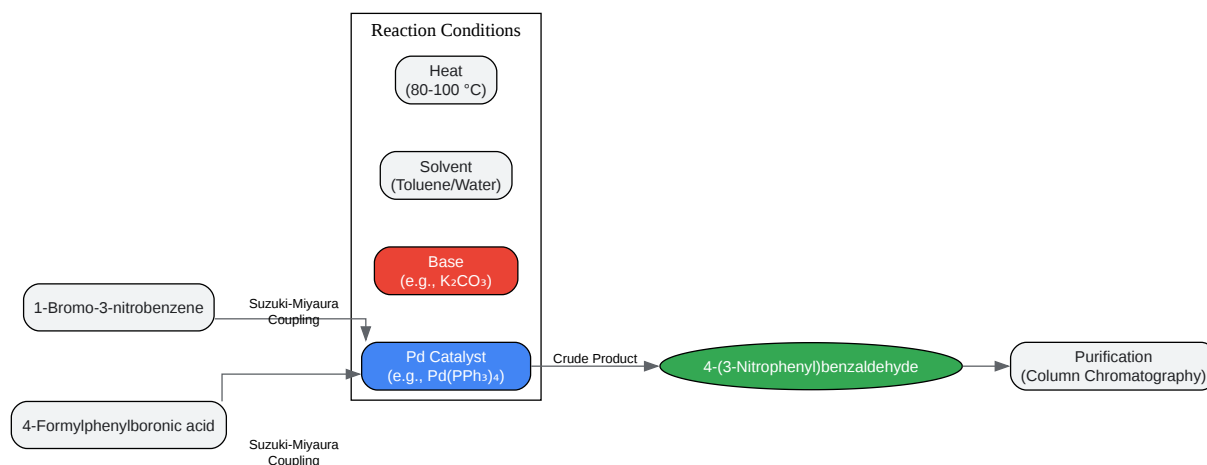 Reaction Conditions
Heat
(80-100 °C)
Solvent
(Toluene/Water)
Base
(e.g., K₂CO₃)
1-Bromo-3-nitrobenzene
Suzuki-Miyaura
Coupling
Pd Catalyst
(e.g., Pd(PPh₃)₄)
Crude Product
4-(3-Nitrophenyl)benzaldehyde
Purification
(Column Chromatography)
4-Formylphenylboronic acid
Suzuki-Miyaura
Coupling